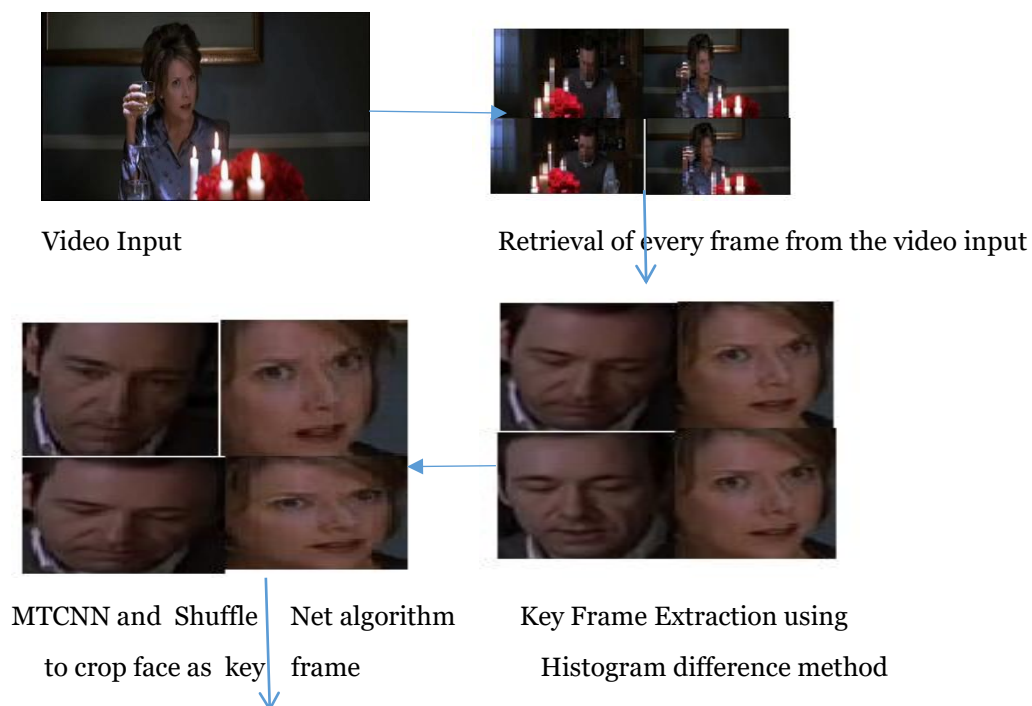 Video Input
Retrieval of every frame from the video input
MTCNN and Shuffle Net algorithm
to crop face as key frame
Key Frame Extraction using
Histogram difference method